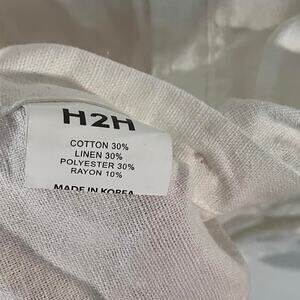 H2H
COTTON 30%
LINEN 30%
POLYESTER 30%
RAYON 10%
MADE IN KOREA